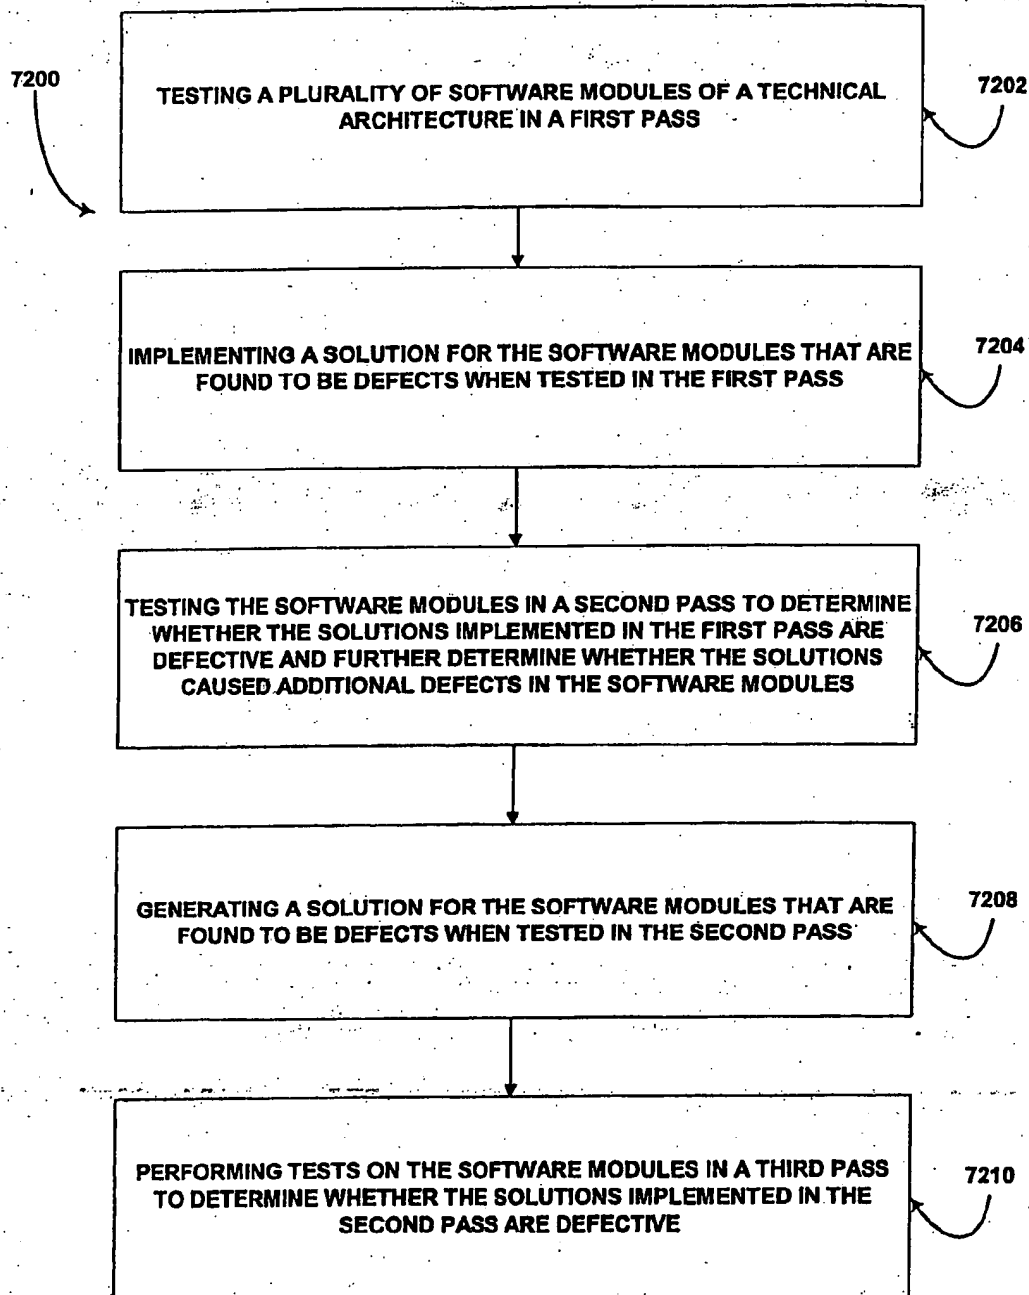 7200
TESTING A PLURALITY OF SOFTWARE MODULES OF A TECHNICAL
ARCHITECTURE IN A FIRST PASS
7202
IMPLEMENTING A SOLUTION FOR THE SOFTWARE MODULES THAT ARE
FOUND TO BE DEFECTS WHEN TESTED IN THE FIRST PASS
7204
TESTING THE SOFTWARE MODULES IN A SECOND PASS TO DETERMINE
WHETHER THE SOLUTIONS IMPLEMENTED IN THE FIRST PASS ARE
DEFECTIVE AND FURTHER DETERMINE WHETHER THE SOLUTIONS
CAUSED ADDITIONAL DEFECTS IN THE SOFTWARE MODULES
7206
GENERATING A SOLUTION FOR THE SOFTWARE MODULES THAT ARE
FOUND TO BE DEFECTS WHEN TESTED IN THE SECOND PASS
7208
PERFORMING TESTS ON THE SOFTWARE MODULES IN A THIRD PASS
TO DETERMINE WHETHER THE SOLUTIONS IMPLEMENTED IN THE
SECOND PASS ARE DEFECTIVE
7210